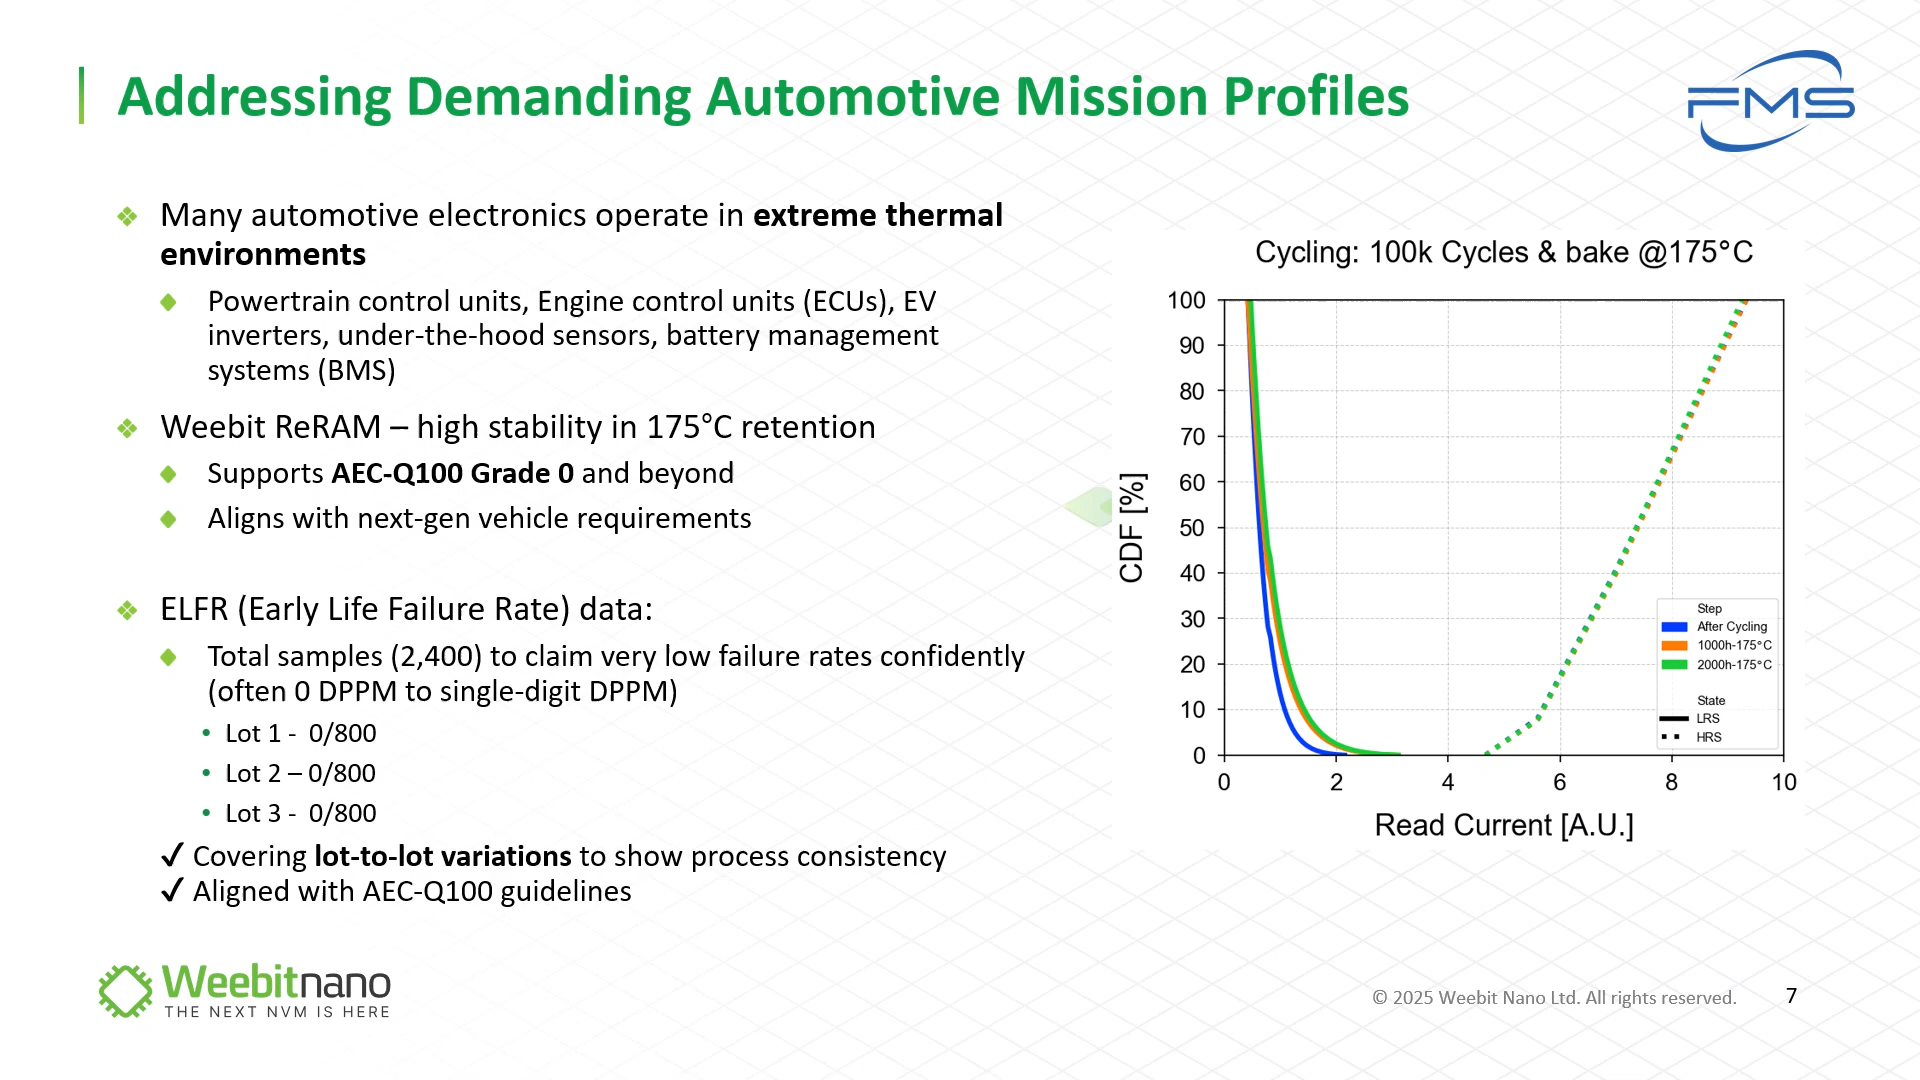 Addressing Demanding Automotive Mission Profiles
FMS
Many automotive electronics operate in extreme thermal
environments
Powertrain control units, Engine control units (ECUs), EV
inverters, under-the-hood sensors, battery management
systems (BMS)
Weebit ReRAM – high stability in 175°C retention
Supports AEC-Q100 Grade 0 and beyond
Aligns with next-gen vehicle requirements
ELFR (Early Life Failure Rate) data:
Total samples (2,400) to claim very low failure rates confidently
(often 0 DPPM to single-digit DPPM)
• Lot 1 - 0/800
• Lot 2 – 0/800
• Lot 3 - 0/800
✓ Covering lot-to-lot variations to show process consistency
✓ Aligned with AEC-Q100 guidelines
Cycling: 100k Cycles & bake @175°C
CDF [%]
100
90
80
70
60
50
40
30
20
10
0
0 2 4 6 8 10
Read Current [A.U.]
Step
After Cycling
1000h-175°C
2000h-175°C
State
LRS
HRS
Weebitnano
THE NEXT NVM IS HERE
© 2025 Weebit Nano Ltd. All rights reserved.
7